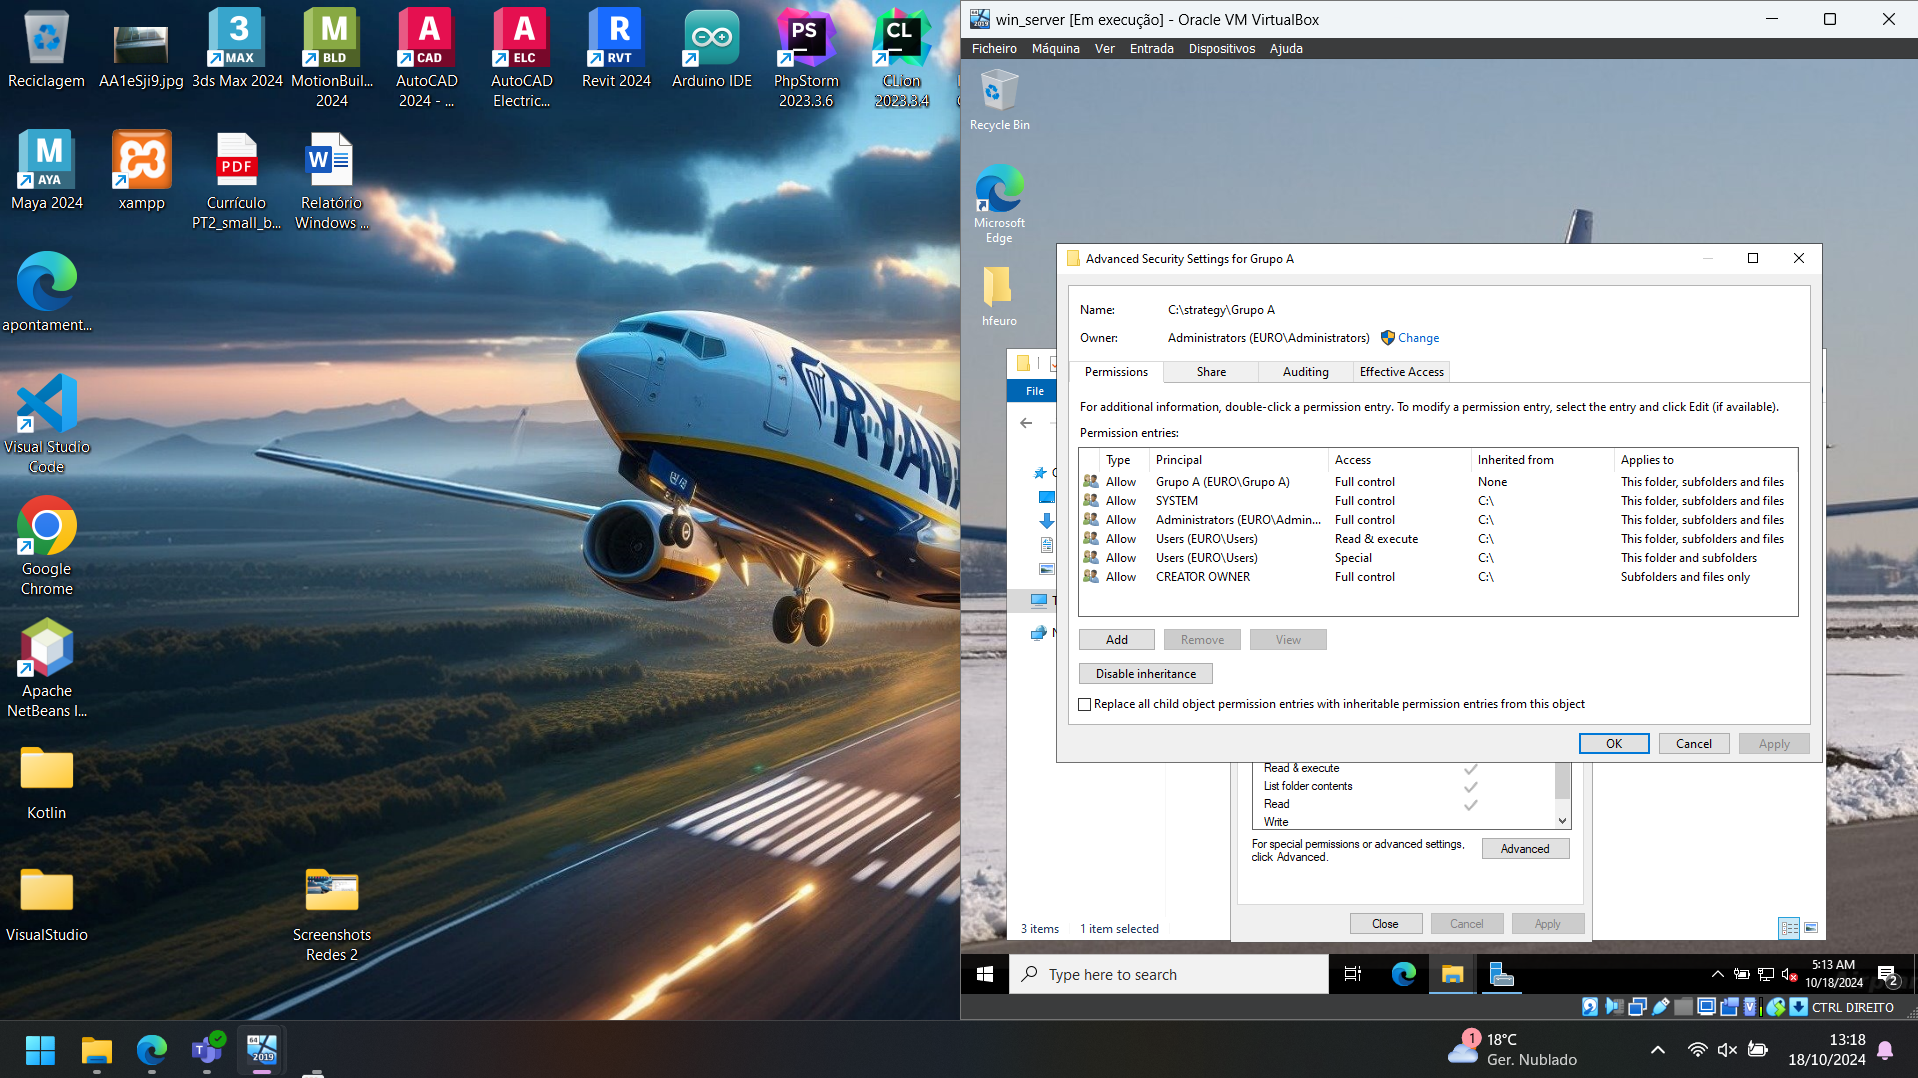 Reciclagem
AA1eSji9.jpg
3ds Max 2024
MotionBuil...
2024
AutoCAD
2024 - ...
AutoCAD
Electric...
Revit 2024
Arduino IDE
PhpStorm
2023.3.6
CLion
2023.3.4
Maya 2024
xampp
Currículo
PT2_small_b...
Relatório
Windows ...
apontament...
Visual Studio
Code
Google
Chrome
Apache
NetBeans I...
Kotlin
VisualStudio
Screenshots
Redes 2
win_server [Em execução] - Oracle VM VirtualBox
Ficheiro Máquina Ver Entrada Dispositivos Ajuda
Recycle Bin
Microsoft
Edge
hfeuro
File
Advanced Security Settings for Grupo A
Name: C:\strategy\Grupo A
Owner: Administrators (EURO\Administrators) Change
Permissions Share Auditing Effective Access
For additional information, double-click a permission entry. To modify a permission entry, select the entry and click Edit (if available).
Permission entries:
Type Principal Access Inherited from Applies to
Allow Grupo A (EURO\Grupo A) Full control None This folder, subfolders and files
Allow SYSTEM Full control C:\ This folder, subfolders and files
Allow Administrators (EURO\Admin... Full control C:\ This folder, subfolders and files
Allow Users (EURO\Users) Read & execute C:\ This folder, subfolders and files
Allow Users (EURO\Users) Special C:\ This folder and subfolders
Allow CREATOR OWNER Full control C:\ Subfolders and files only
Add Remove View
Disable inheritance
Replace all child object permission entries with inheritable permission entries from this object
OK Cancel Apply
Read & execute
List folder contents
Read
Write
For special permissions or advanced settings,
click Advanced.
Advanced
Close Cancel Apply
3 items 1 item selected
Type here to search
5:13 AM
10/18/2024
2
CTRL DIREITO
1
18°C
Ger. Nublado
13:18
18/10/2024